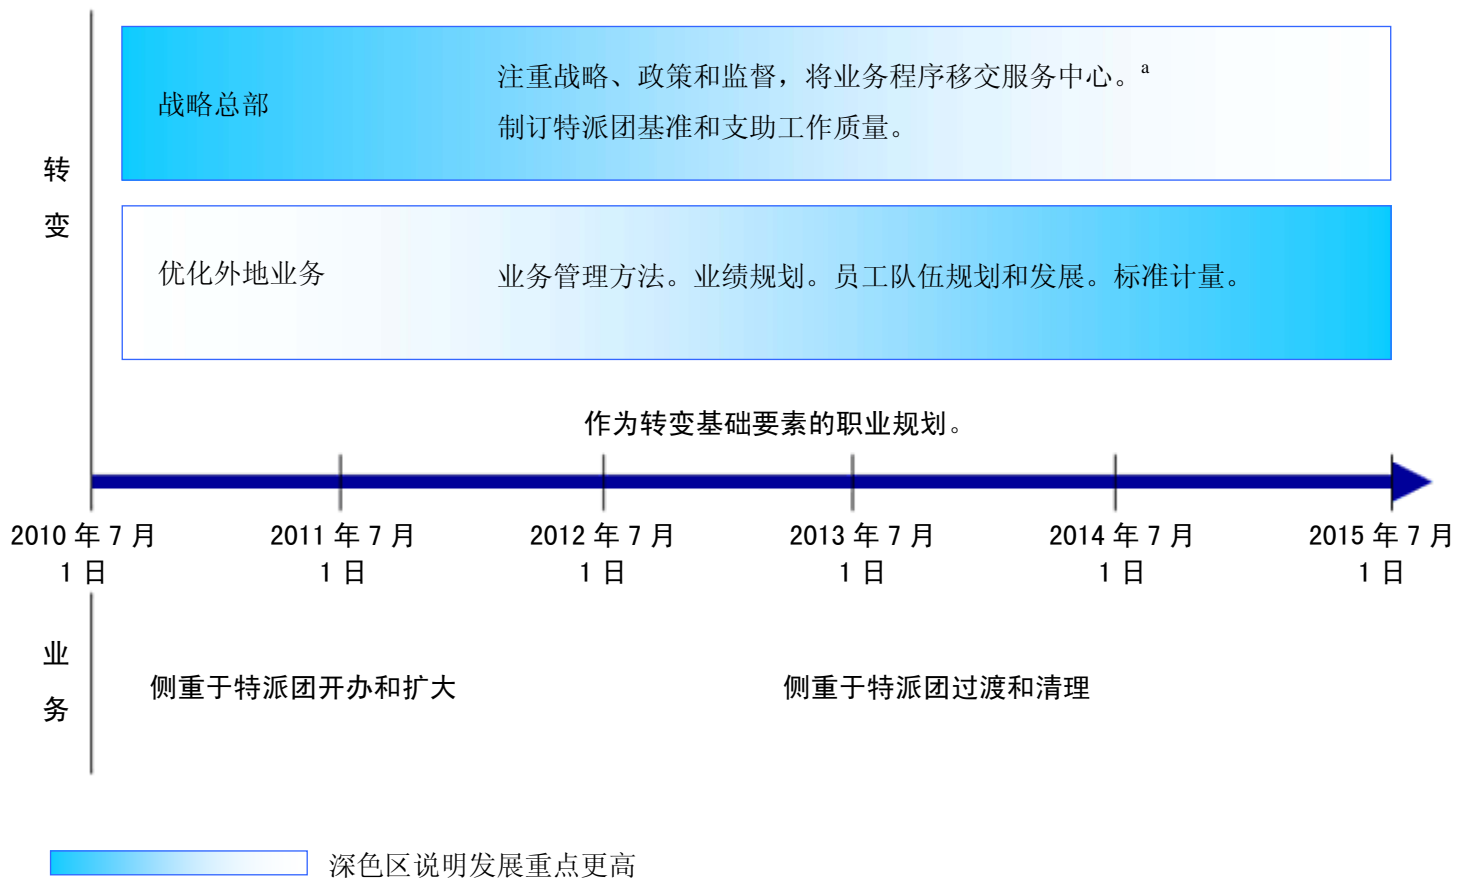 注重战略、政策和监督，将业务程序移交服务中心。a
战略总部
制订特派团基准和支助工作质量。
转
变
优化外地业务
业务管理方法。业绩规划。员工队伍规划和发展。标准计量。
作为转变基础要素的职业规划。
2010 年 7 月
1 日
2011 年 7 月
1 日
2012 年 7 月
1 日
2013 年 7 月
1 日
2014 年 7 月
1 日
2015 年 7 月
1 日
业
务
侧重于特派团开办和扩大
侧重于特派团过渡和清理
深色区说明发展重点更高